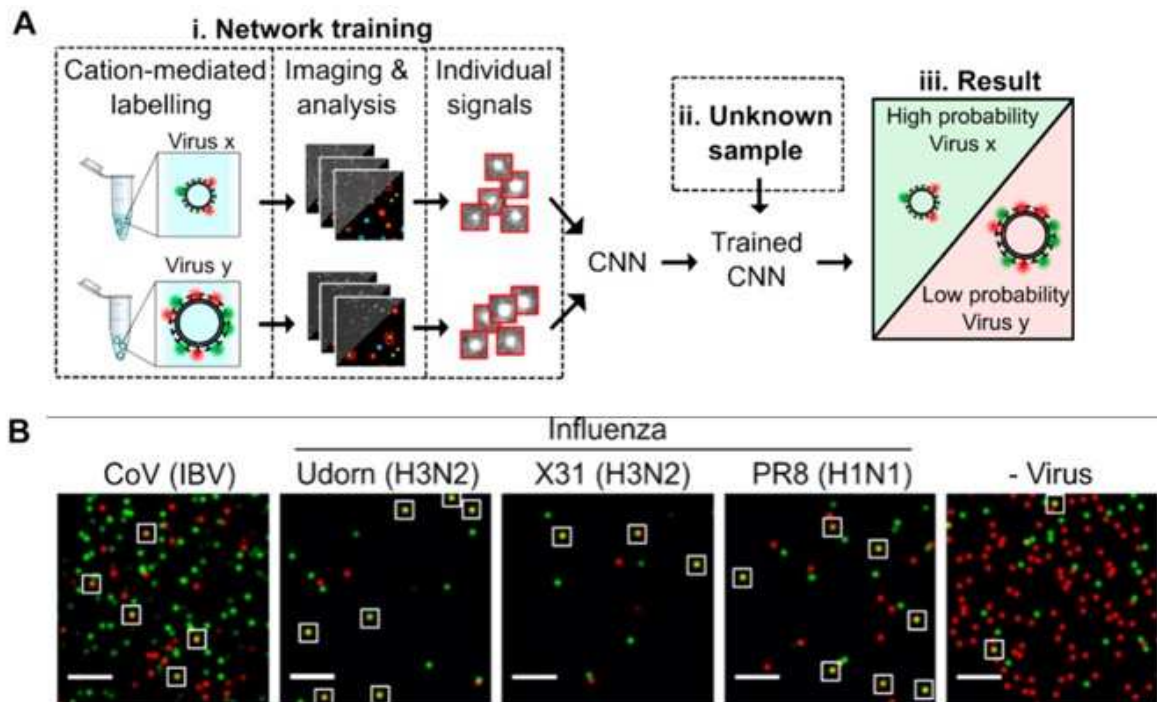 A
i. Network training
Cation-mediated
labelling
Imaging &
analysis
Individual
signals
Virus x
Virus y
CNN
ii. Unknown
sample
Trained
CNN
iii. Result
High probability
Virus x
Low probability
Virus y
B
Influenza
CoV (IBV)
Udorn (H3N2)
X31 (H3N2)
PR8 (H1N1)
- Virus